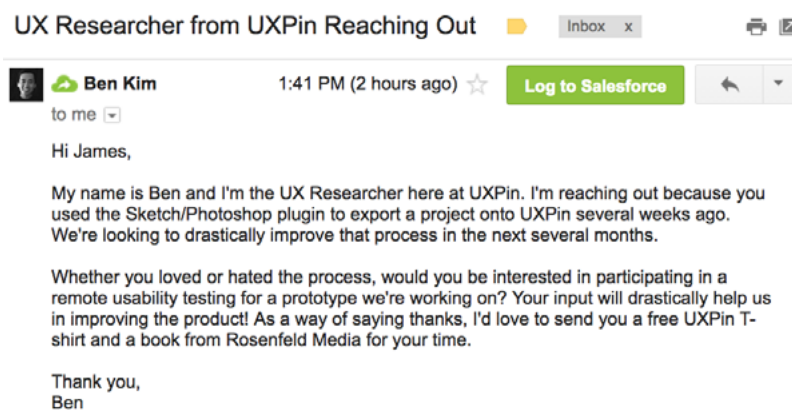 UX Researcher from UXPin Reaching Out Inbox x
Ben Kim 1:41 PM (2 hours ago) Log to Salesforce
to me
Hi James,
My name is Ben and I'm the UX Researcher here at UXPin. I'm reaching out because you
used the Sketch/Photoshop plugin to export a project onto UXPin several weeks ago.
We're looking to drastically improve that process in the next several months.
Whether you loved or hated the process, would you be interested in participating in a
remote usability testing for a prototype we're working on? Your input will drastically help us
in improving the product! As a way of saying thanks, I'd love to send you a free UXPin T-
shirt and a book from Rosenfeld Media for your time.
Thank you,
Ben